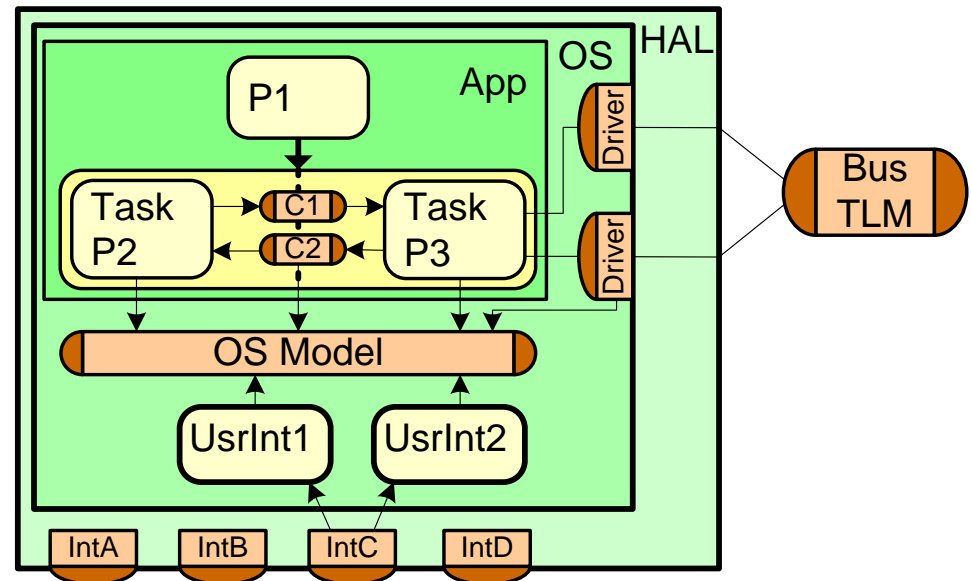 HAL
OS
App
P1
Driver
Bus
TLM
Task
P2
C1
C2
Task
P3
Driver
OS Model
UsrInt1
UsrInt2
IntA
IntB
IntC
IntD